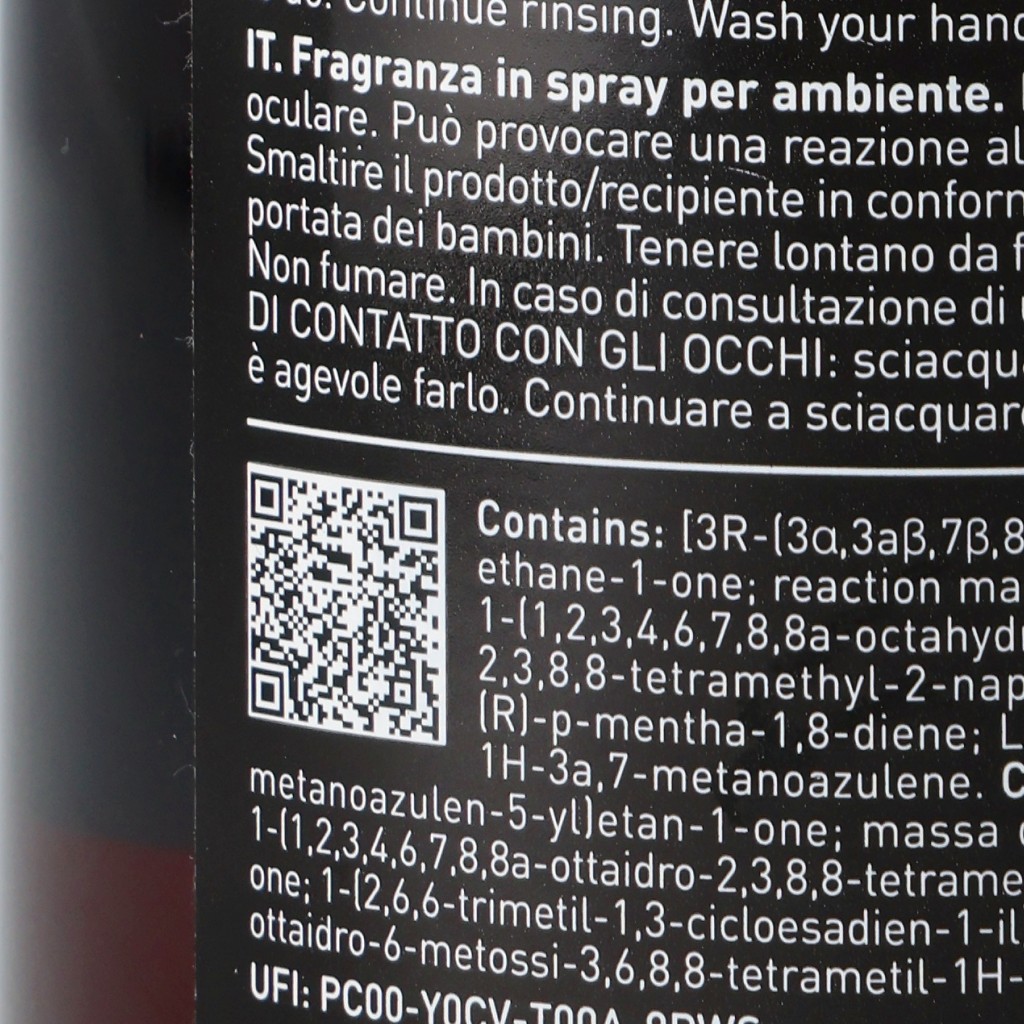 Continue rinsing. Wash your hand
IT. Fragranza in spray per ambiente.
oculare. Può provocare una reazione al
Smaltire il prodotto/recipiente in conform
portata dei bambini. Tenere lontano da f
Non fumare. In caso di consultazione di
DI CONTATTO CON GLI OCCHI: sciacqua
è agevole farlo. Continuare a sciacquare
Contains: [3R-(3α,3aβ,7β,8
ethane-1-one; reaction ma
1-(1,2,3,4,6,7,8,8a-octahydr
2,3,8,8-tetramethyl-2-nap
(R)-p-mentha-1,8-diene; L
1H-3a,7-metanoazulene. C
metanoazulen-5-yl)etan-1-one; massa
1-(1,2,3,4,6,7,8,8a-ottaidro-2,3,8,8-tetrame
one; 1-(2,6,6-trimetil-1,3-cicloesadien-1-il
ottaidro-6-metossi-3,6,8,8-tetrametil-1H-
UFI: PC00-Y0CV-T00A